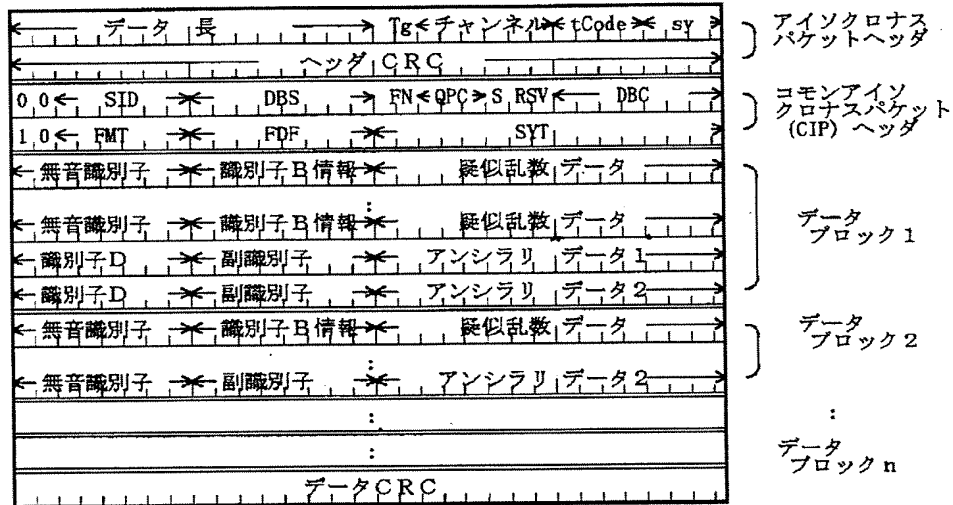 データ長 Tg チャンネル tCode sy
アイソクロナス
パケットヘッダ
ヘッダCRC
0 0 SID DBS FN QPC S RSV DBC
コモンアイソ
クロナスパケット
(CIP) ヘッダ
1 0 FMT FDF SYT
無音識別子 識別子B情報 疑似乱数データ
:
無音識別子 識別子B情報 疑似乱数データ
データ
ブロック1
識別子D 副識別子 アンシラリデータ1
識別子D 副識別子 アンシラリデータ2
無音識別子 識別子B情報 疑似乱数データ
データ
ブロック2
:
無音識別子 副識別子 アンシラリデータ2
:
:
:
データ
ブロックn
データCRC